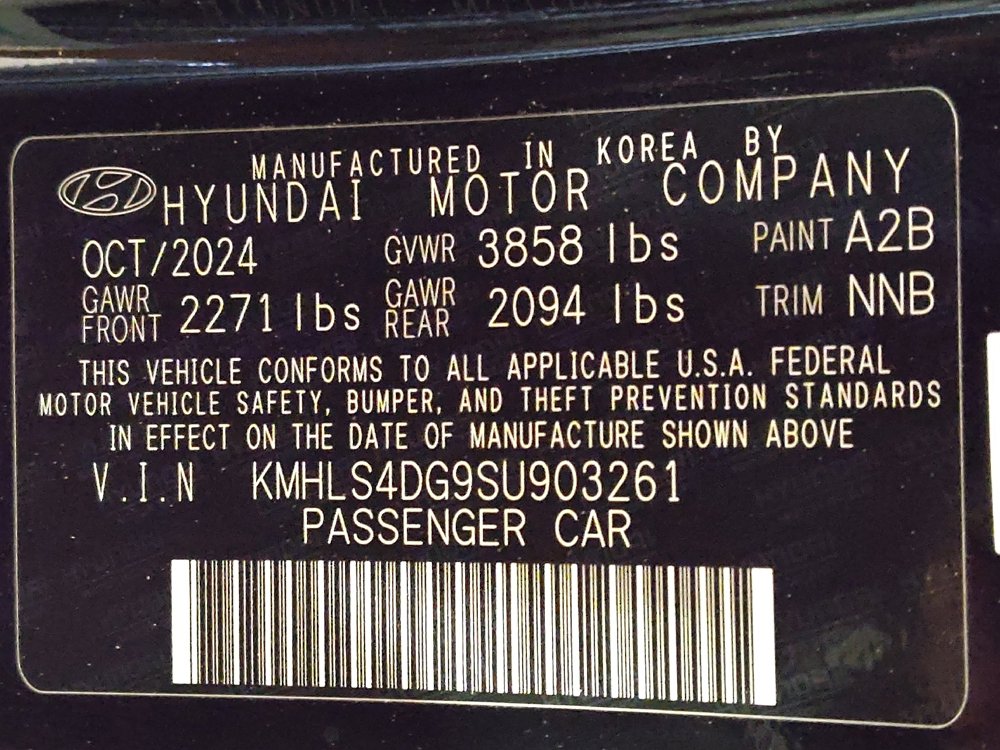 MANUFACTURED IN KOREA BY
HYUNDAI MOTOR COMPANY
OCT/2024 GVWR 3858 lbs PAINT A2B
GAWR FRONT 2271 lbs GAWR REAR 2094 lbs TRIM NNB
THIS VEHICLE CONFORMS TO ALL APPLICABLE U.S.A. FEDERAL
MOTOR VEHICLE SAFETY, BUMPER, AND THEFT PREVENTION STANDARDS
IN EFFECT ON THE DATE OF MANUFACTURE SHOWN ABOVE
V.I.N KMHLS4DG9SU903261
PASSENGER CAR